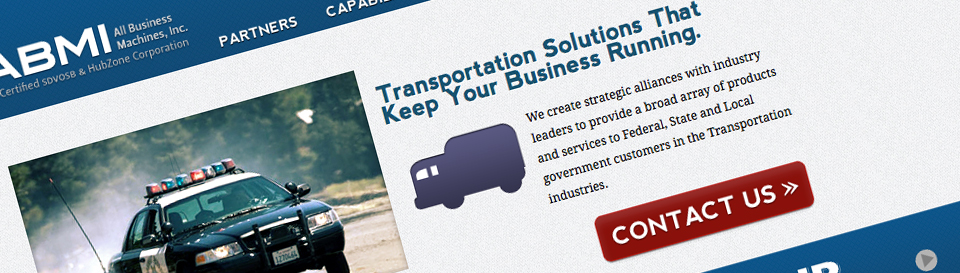 ABMI
All Business
Machines, Inc.
Certified SDVOSB & HubZone Corporation
PARTNERS
Transportation Solutions That
Keep Your Business Running.
We create strategic alliances with industry
leaders to provide a broad array of products
and services to Federal, State and Local
government customers in the Transportation
industries.
CONTACT US »